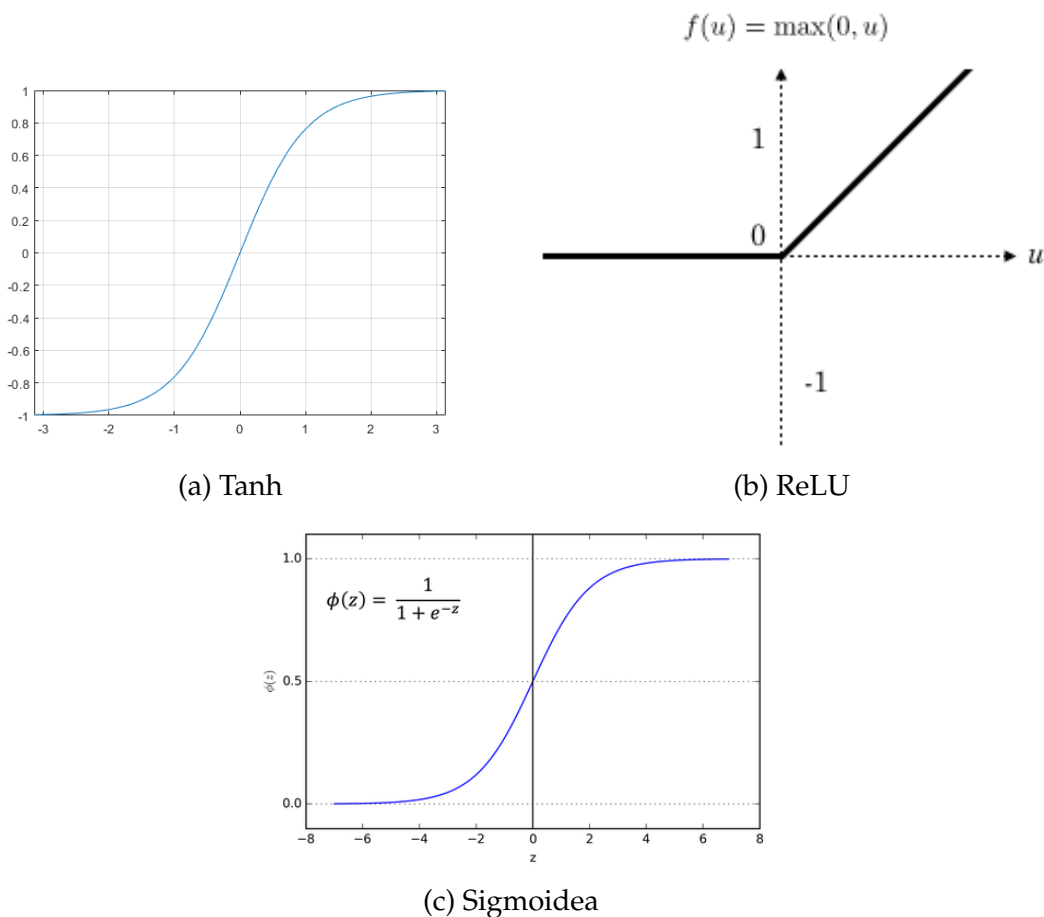 1
0.8
0.6
0.4
0.2
0
-0.2
-0.4
-0.6
-0.8
-1
-3 -2 -1 0 1 2 3
(a) Tanh
f(u) = max(0, u)
1
0
u
-1
(b) ReLU
1.0
0.5
0.0
ϕ(z)
ϕ(z) = 1 / (1 + e^{-z})
−8 −6 −4 −2 0 2 4 6 8
z
(c) Sigmoidea